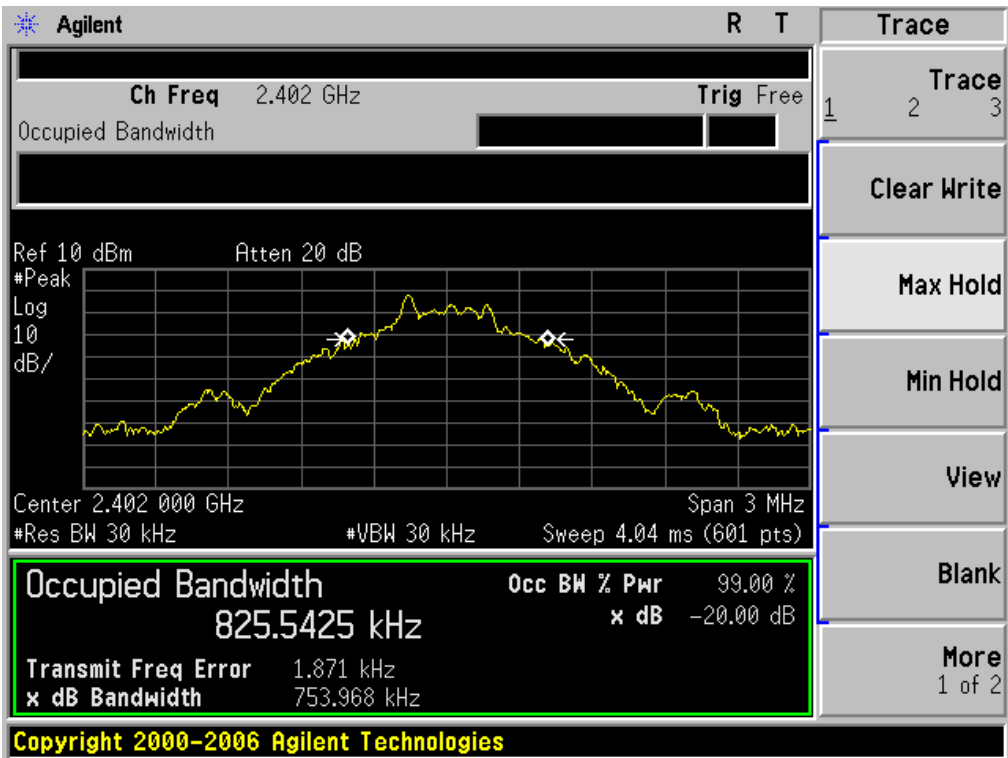 Agilent R T Trace
Ch Freq 2.402 GHz Trig Free
Occupied Bandwidth
Trace
1 2 3
Clear Write
Max Hold
Min Hold
View
Blank
More
1 of 2
Ref 10 dBm Atten 20 dB
#Peak
Log
10
dB/
Center 2.402 000 GHz Span 3 MHz
#Res BW 30 kHz #VBW 30 kHz Sweep 4.04 ms (601 pts)
Occupied Bandwidth Occ BW % Pwr 99.00 %
825.5425 kHz x dB -20.00 dB
Transmit Freq Error 1.871 kHz
x dB Bandwidth 753.968 kHz
Copyright 2000-2006 Agilent Technologies